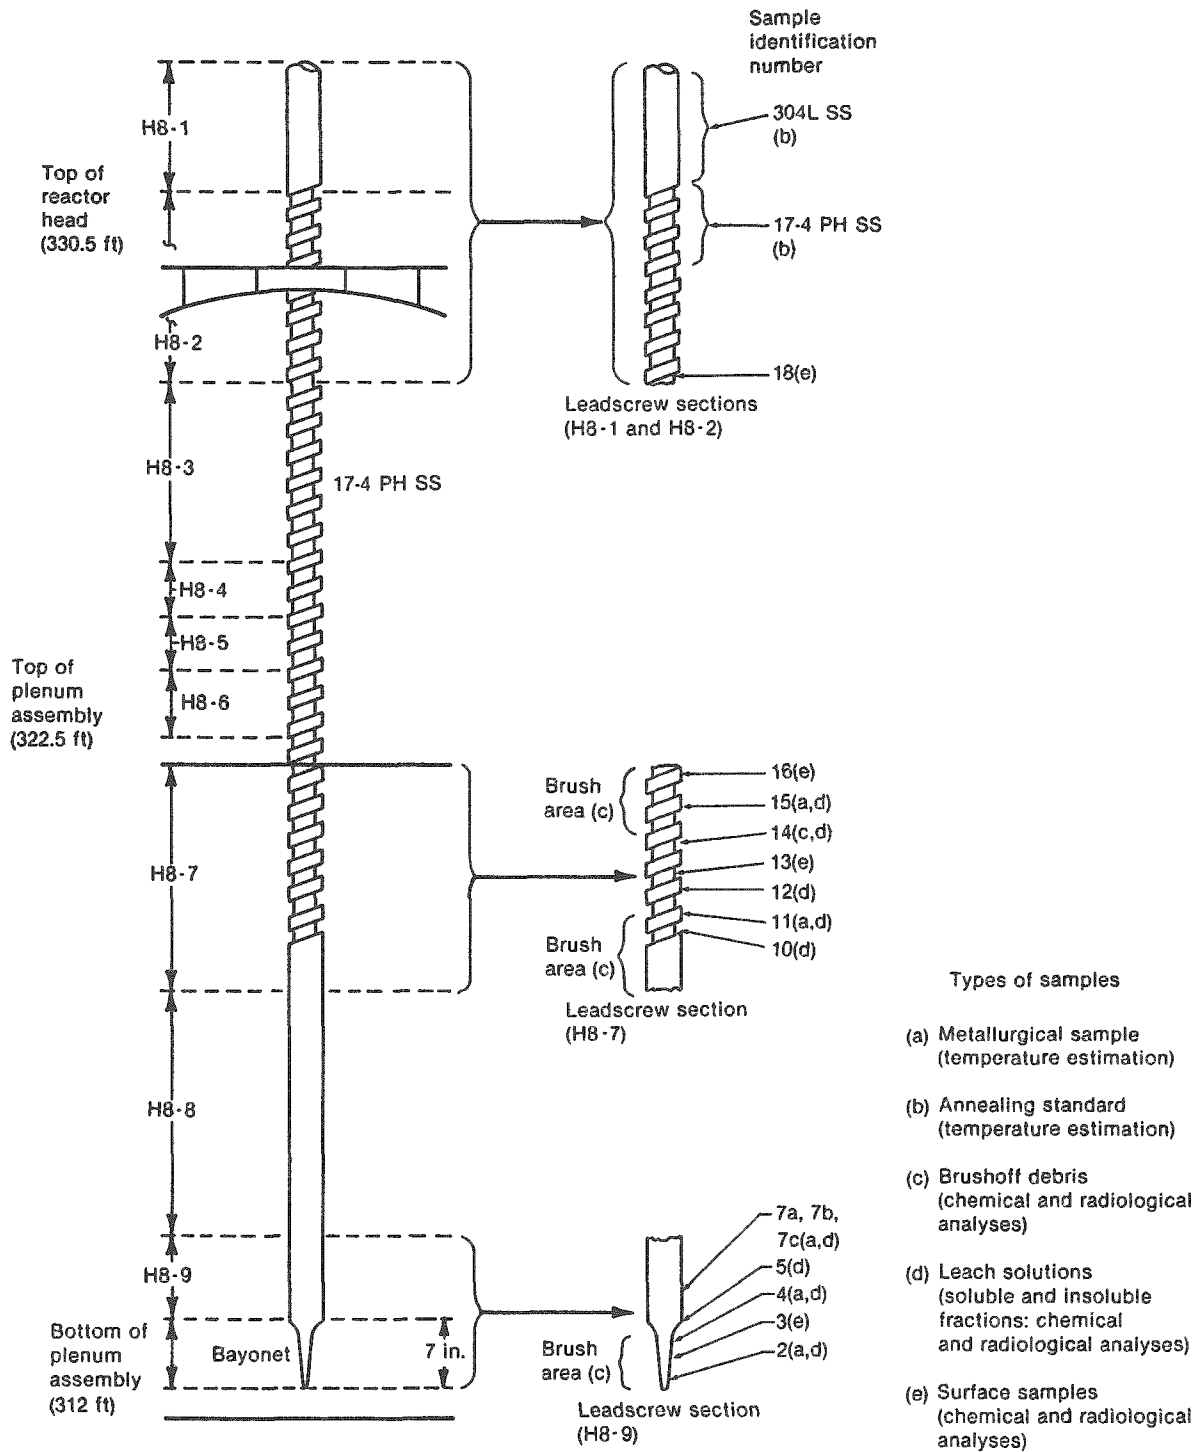 Sample
identification
number
304L SS
(b)
17-4 PH SS
(b)
18(e)
Leadscrew sections
(H8-1 and H8-2)
H8-1
Top of
reactor
head
(330.5 ft)
H8-2
H8-3
17-4 PH SS
H8-4
H8-5
H8-6
Top of
plenum
assembly
(322.5 ft)
H8-7
Brush
area (c)
16(e)
15(a,d)
14(c,d)
13(e)
12(d)
11(a,d)
10(d)
Brush
area (c)
Leadscrew section
(H8-7)
H8-8
H8-9
Bottom of
plenum
assembly
(312 ft)
Bayonet
7 in.
7a, 7b,
7c(a,d)
5(d)
4(a,d)
3(e)
2(a,d)
Brush
area (c)
Leadscrew section
(H8-9)
Types of samples
(a) Metallurgical sample
(temperature estimation)
(b) Annealing standard
(temperature estimation)
(c) Brushoff debris
(chemical and radiological
analyses)
(d) Leach solutions
(soluble and insoluble
fractions: chemical
and radiological analyses)
(e) Surface samples
(chemical and radiological
analyses)